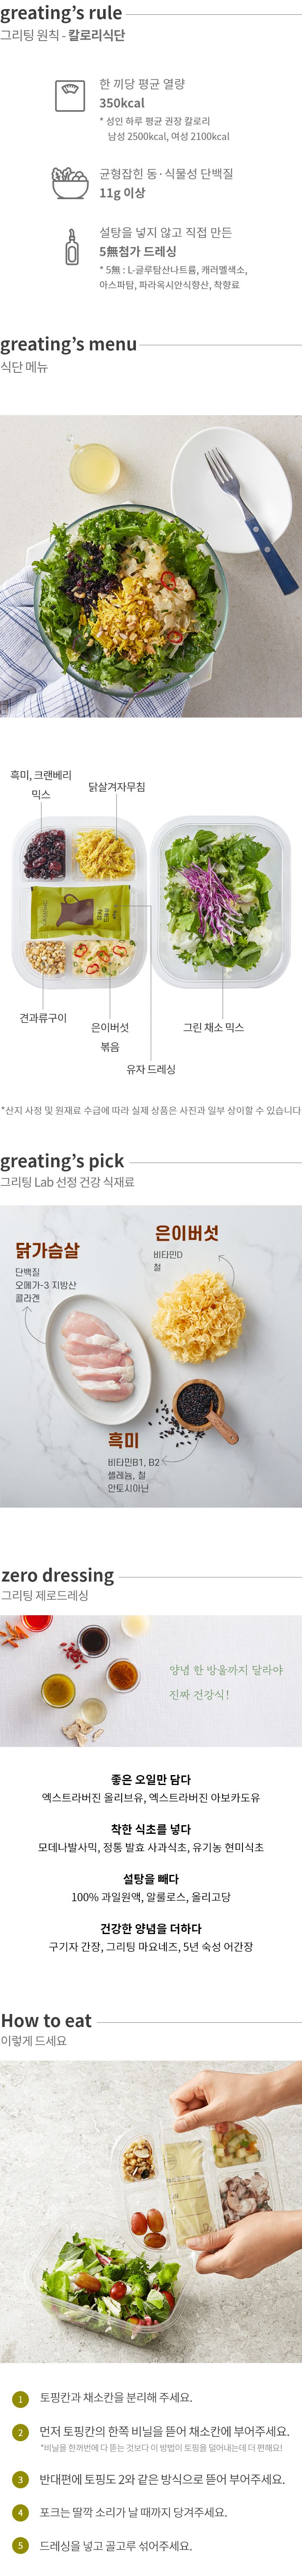 greating's rule
그리팅 원칙 - 칼로리식단
한 끼당 평균 열량
350kcal
* 성인 하루 평균 권장 칼로리
남성 2500kcal, 여성 2100kcal
균형잡힌 동·식물성 단백질
11g 이상
설탕을 넣지 않고 직접 만든
5無첨가 드레싱
* 5無 : L-글루탐산나트륨, 캐러멜색소,
아스파탐, 파라옥시안식향산, 착향료
greating's menu
식단 메뉴
흑미, 크랜베리
믹스
닭살겨자무침
견과류구이
은이버섯
볶음
유자 드레싱
그린 채소 믹스
*산지 사정 및 원재료 수급에 따라 실제 상품은 사진과 일부 상이할 수 있습니다
greating's pick
그리팅 Lab 선정 건강 식재료
닭가슴살
단백질
오메가-3 지방산
콜라겐
은이버섯
비타민D
철
흑미
비타민B1, B2
셀레늄, 철
안토시아닌
zero dressing
그리팅 제로드레싱
양념 한 방울까지 달라야
진짜 건강식!
좋은 오일만 담다
엑스트라버진 올리브유, 엑스트라버진 아보카도유
착한 식초를 넣다
모데나발사믹, 정통 발효 사과식초, 유기농 현미식초
설탕을 빼다
100% 과일원액, 알룰로스, 올리고당
건강한 양념을 더하다
구기자 간장, 그리팅 마요네즈, 5년 숙성 어간장
How to eat
이렇게 드세요
1 토핑칸과 채소칸을 분리해 주세요.
2 먼저 토핑칸의 한쪽 비닐을 뜯어 채소칸에 부어주세요.
*비닐을 한꺼번에 다 뜯는 것보다 이 방법이 토핑을 덜어내는데 더 편해요!
3 반대편에 토핑도 2와 같은 방식으로 뜯어 부어주세요.
4 포크는 딸깍 소리가 날 때까지 당겨주세요.
5 드레싱을 넣고 골고루 섞어주세요.